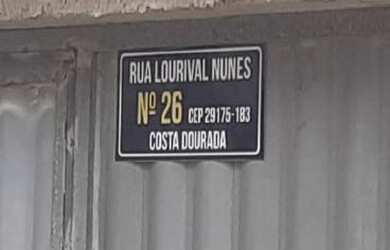 RUA LOURIVAL NUNES
Nº 26 CEP 29175-183
COSTA DOURADA